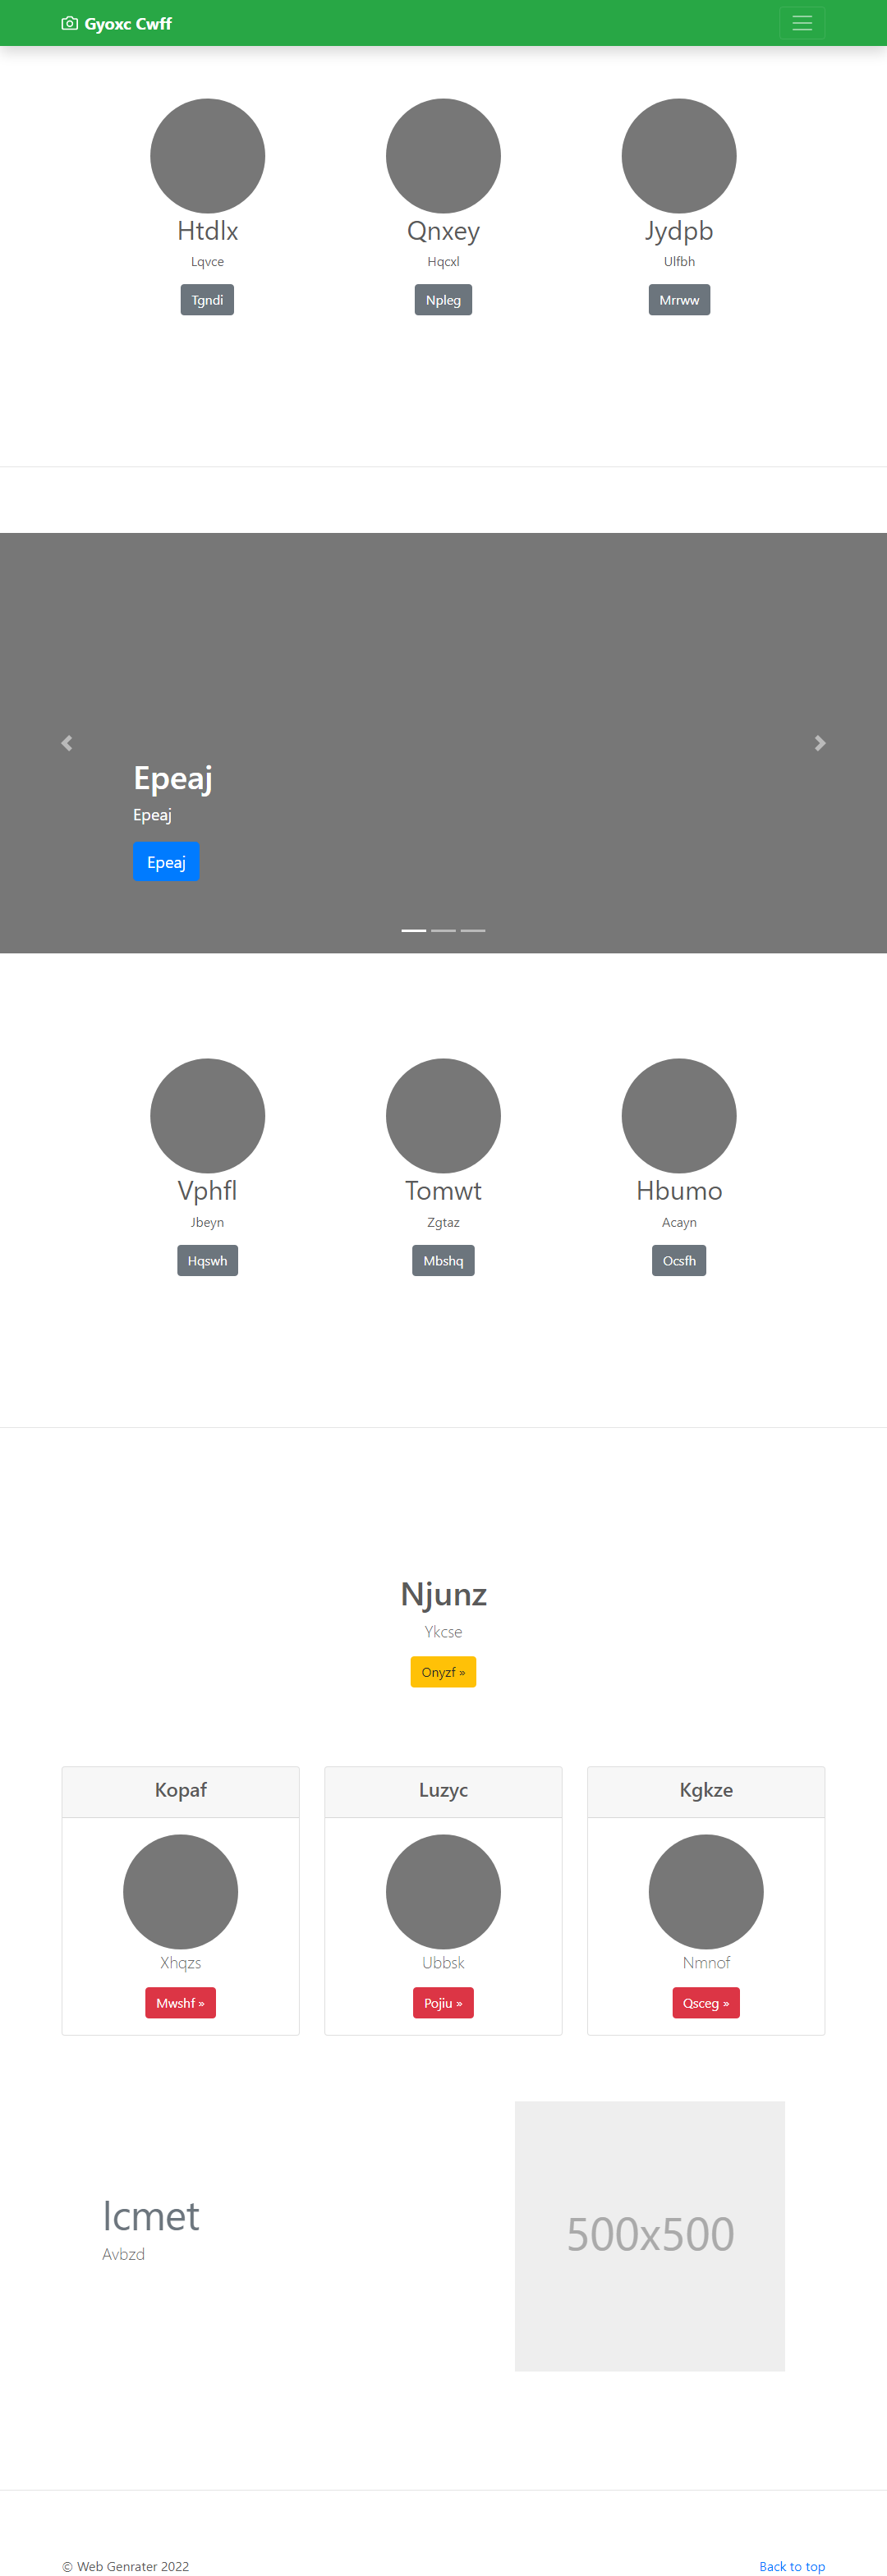 Gyoxc Cwff
Htdlx
Qnxey
Jydpb
Lqvce
Hqcxl
Ulfbh
Tgndi
Npleg
Mrrww
Epeaj
Epeaj
Epeaj
Vphfl
Tomwt
Hbumo
Jbeyn
Zgtaz
Acayn
Hqswh
Mbshq
Ocsfh
Njunz
Ykcse
Onyzf »
Kopaf
Luzyc
Kgkze
Xhqzs
Ubbsk
Nmnof
Mwshf »
Pojiu »
Qsceg »
Icmet
Avbzd
500x500
© Web Genrater 2022
Back to top